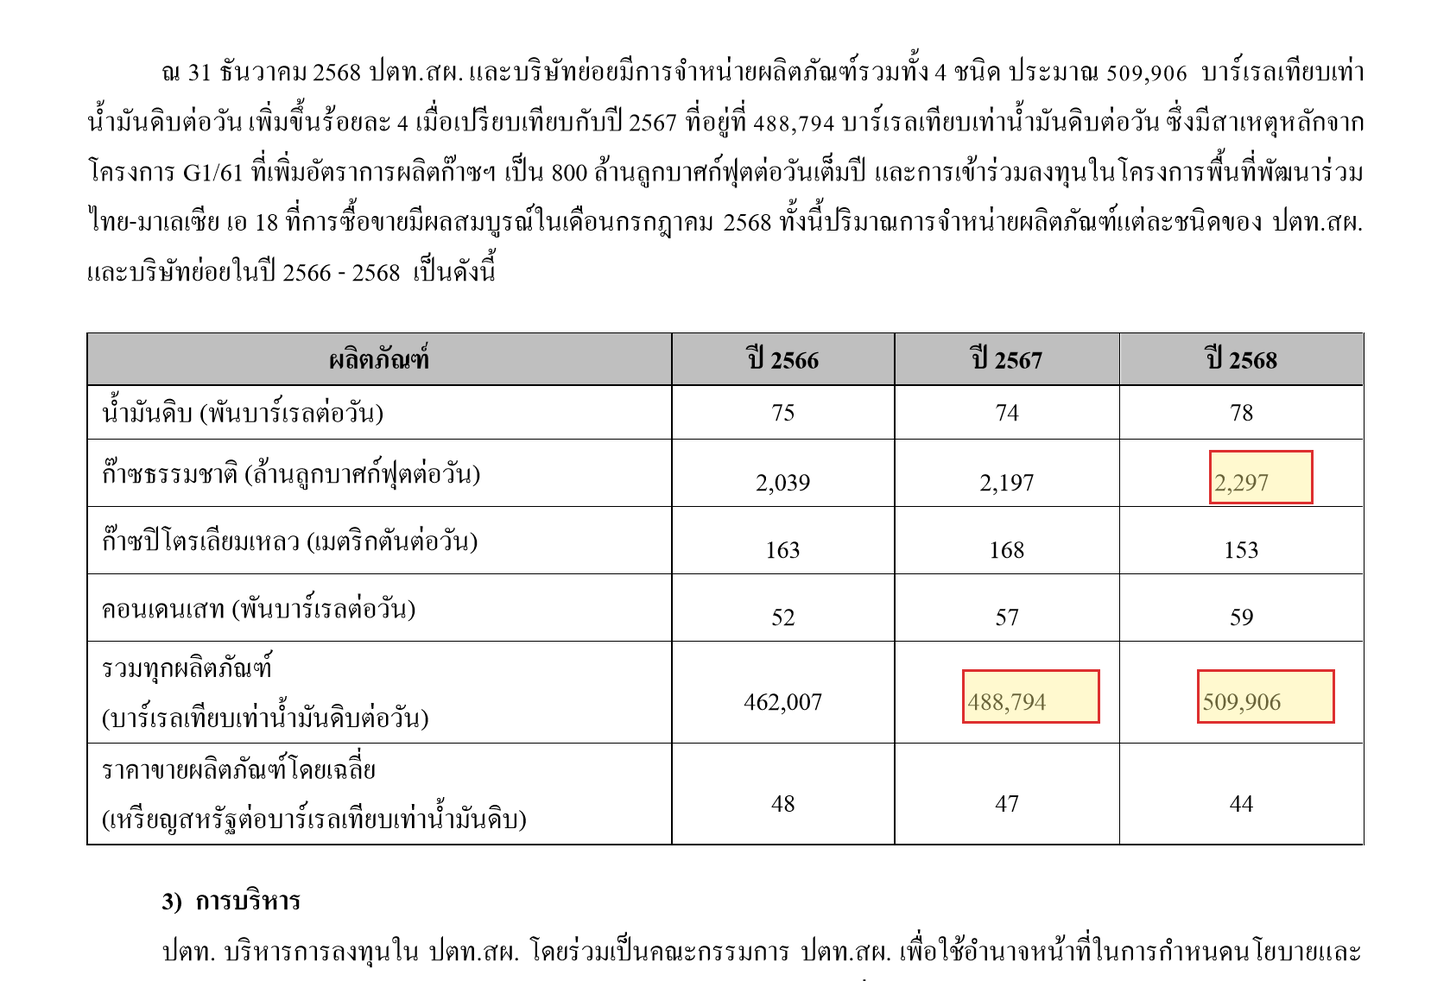 ณ 31 ธันวาคม 2568 ปตท.สผ. และบริษัทย่อยมีการจำหน่ายผลิตภัณฑ์รวมทั้ง 4 ชนิด ประมาณ 509,906 บาร์เรลเทียบเท่า
น้ำมันดิบต่อวัน เพิ่มขึ้นร้อยละ 4 เมื่อเปรียบเทียบกับปี 2567 ที่อยู่ที่ 488,794 บาร์เรลเทียบเท่าน้ำมันดิบต่อวัน ซึ่งมีสาเหตุหลักจาก
โครงการ G1/61 ที่เพิ่มอัตราการผลิตก๊าซฯ เป็น 800 ล้านลูกบาศก์ฟุตต่อวันเต็มปี และการเข้าร่วมลงทุนในโครงการพื้นที่พัฒนาร่วม
ไทย-มาเลเซีย เอ 18 ที่การซื้อขายมีผลสมบูรณ์ในเดือนกรกฎาคม 2568 ทั้งนี้ปริมาณการจำหน่ายผลิตภัณฑ์แต่ละชนิดของ ปตท.สผ.
และบริษัทย่อยในปี 2566 - 2568 เป็นดังนี้
ผลิตภัณฑ์ ปี 2566 ปี 2567 ปี 2568
น้ำมันดิบ (พันบาร์เรลต่อวัน) 75 74 78
ก๊าซธรรมชาติ (ล้านลูกบาศก์ฟุตต่อวัน) 2,039 2,197 2,297
ก๊าซปิโตรเลียมเหลว (เมตริกตันต่อวัน) 163 168 153
คอนเดนเสท (พันบาร์เรลต่อวัน) 52 57 59
รวมทุกผลิตภัณฑ์
(บาร์เรลเทียบเท่าน้ำมันดิบต่อวัน) 462,007 488,794 509,906
ราคาขายผลิตภัณฑ์โดยเฉลี่ย
(เหรียญสหรัฐต่อบาร์เรลเทียบเท่าน้ำมันดิบ) 48 47 44
3) การบริหาร
ปตท. บริหารการลงทุนใน ปตท.สผ. โดยร่วมเป็นคณะกรรมการ ปตท.สผ. เพื่อใช้อำนาจหน้าที่ในการกำหนดนโยบายและ